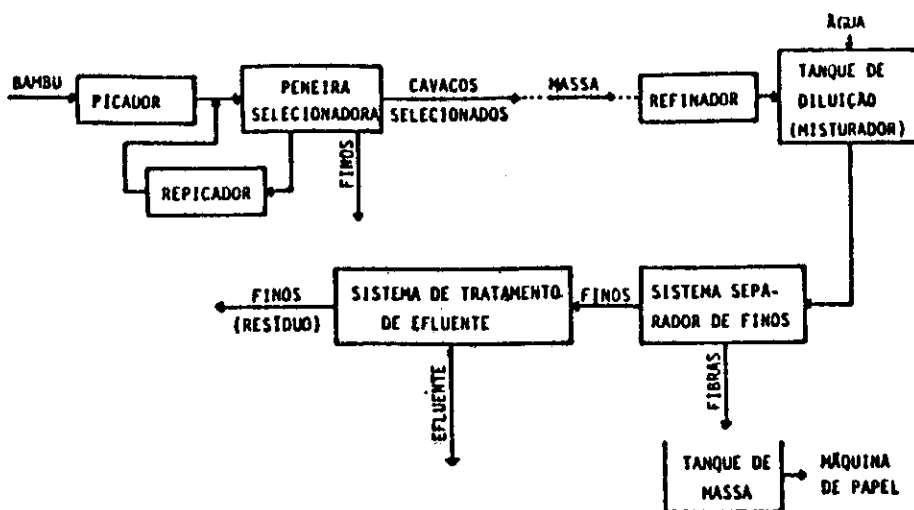 ÁGUA
BAMBU
PICADOR
PENEIRA
SELECIONADORA
CAVACOS
SELECIONADOS
MASSA
REFINADOR
TANQUE DE
DILUIÇÃO
(MISTURADOR)
REPICADOR
FINOS
FINOS
(RESÍDUO)
SISTEMA DE TRATAMENTO
DE EFLUENTE
FINOS
SISTEMA SEPA-
RADOR DE FINOS
EFLUENTE
FIBRAS
TANQUE DE
MASSA
MÁQUINA
DE PAPEL